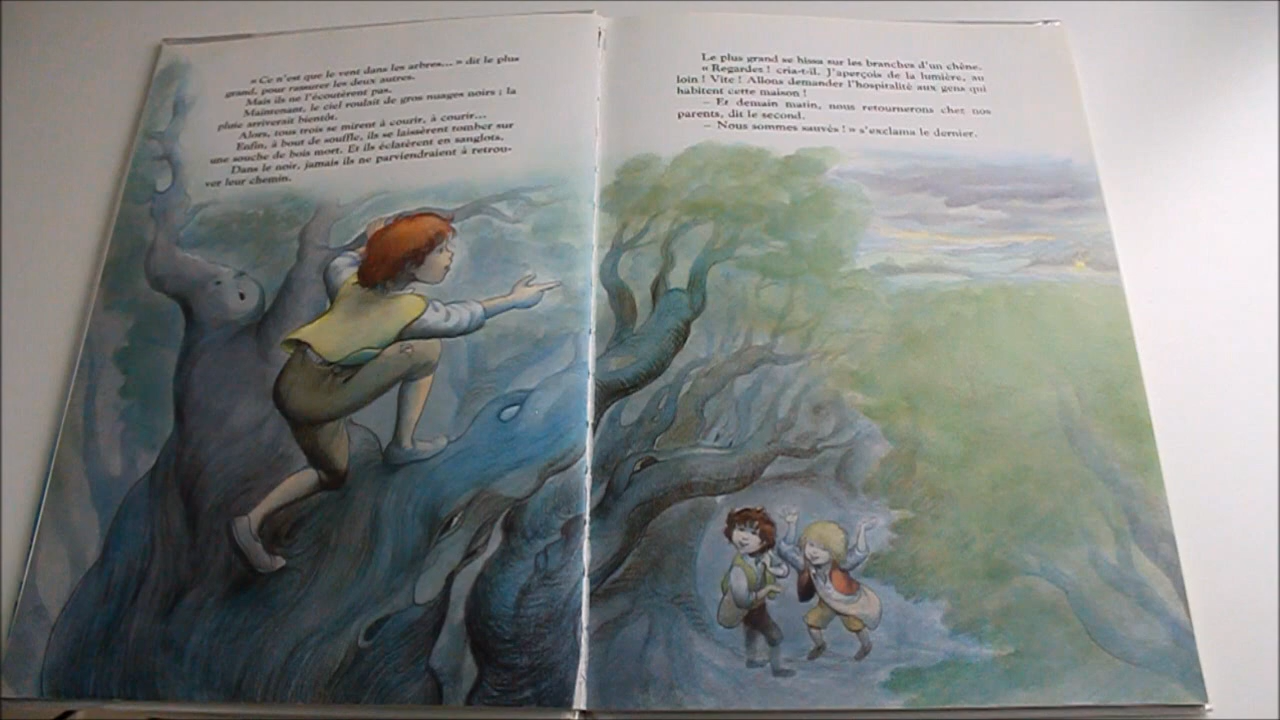 « Ce n'est que le vent dans les arbres... » dit le plus
grand, pour rassurer les deux autres.
Mais ils ne l'écoutèrent pas.
Maintenant, le ciel roulait de gros nuages noirs ; la
pluie arriverait bientôt.
Alors, tous trois se mirent à courir, à courir...
Enfin, à bout de souffle, ils se laissèrent tomber sur
une souche de bois mort. Et ils éclatèrent en sanglots.
Dans le noir, jamais ils ne parviendraient à retrou-
ver leur chemin.
Le plus grand se hissa sur les branches d'un chêne.
« Regardes ! cria-t-il. J'aperçois de la lumière, au
loin ! Vite ! Allons demander l'hospitalité aux gens qui
habitent cette maison !
– Et demain matin, nous retournerons chez nos
parents, dit le second.
– Nous sommes sauvés ! » s'exclama le dernier.